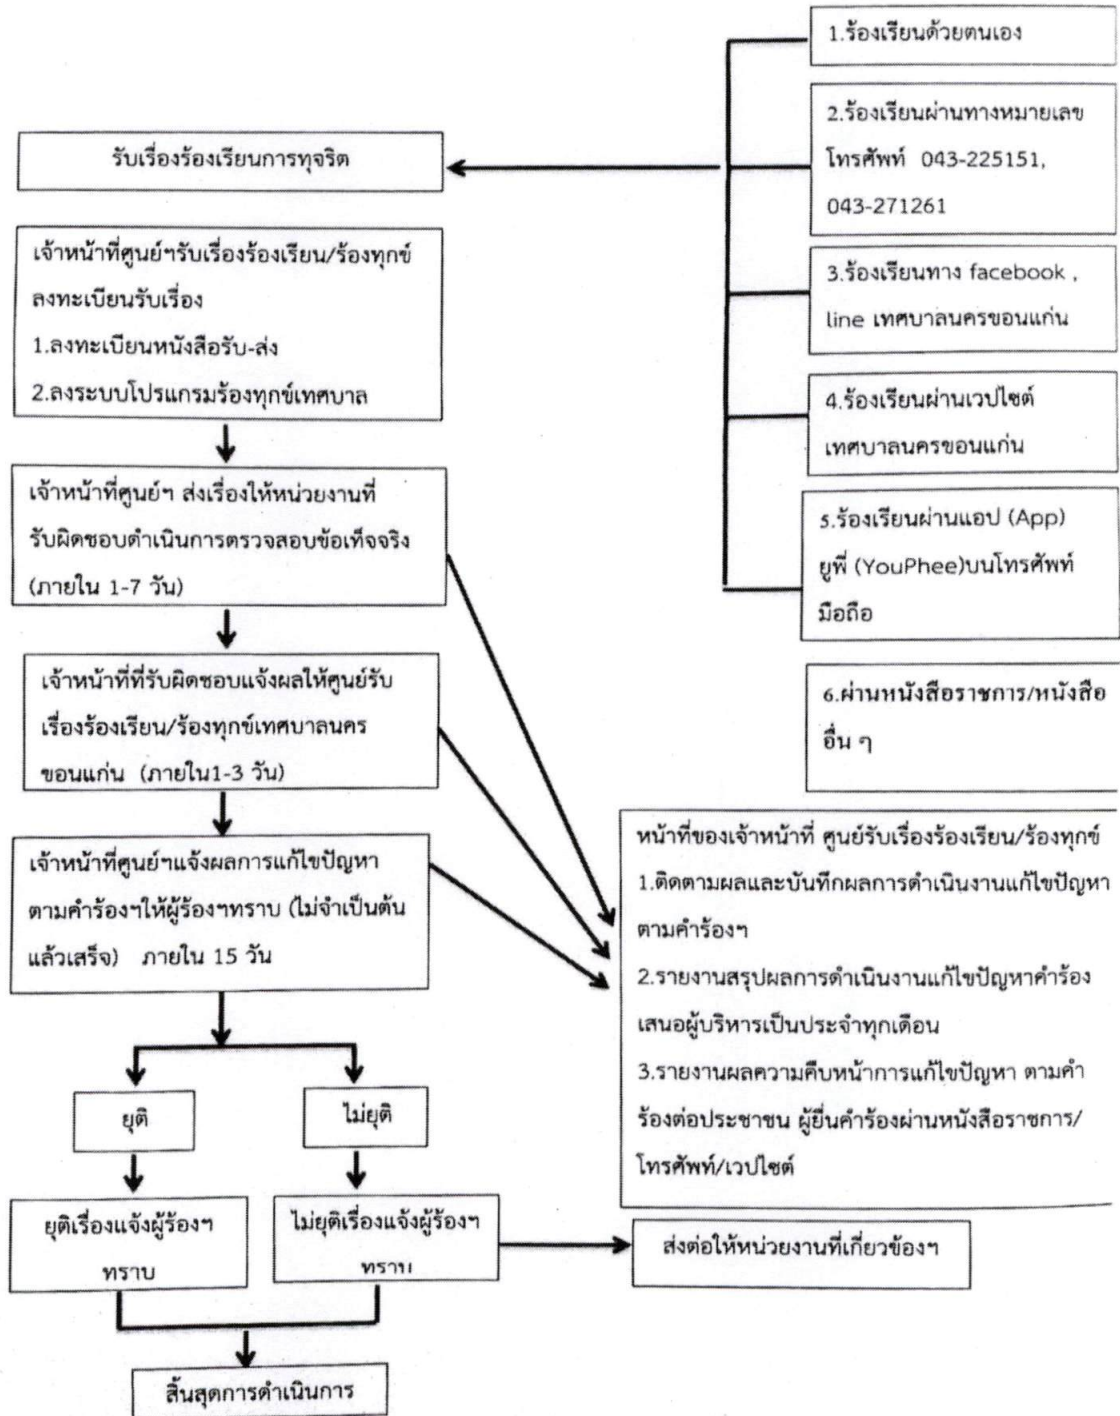 รับเรื่องร้องเรียนการทุจริต
เจ้าหน้าที่ศูนย์ฯรับเรื่องร้องเรียน/ร้องทุกข์
ลงทะเบียนรับเรื่อง
1.ลงทะเบียนหนังสือรับ-ส่ง
2.ลงระบบโปรแกรมร้องทุกข์เทศบาล
เจ้าหน้าที่ศูนย์ฯ ส่งเรื่องให้หน่วยงานที่
รับผิดชอบดำเนินการตรวจสอบข้อเท็จจริง
(ภายใน 1-7 วัน)
เจ้าหน้าที่ที่รับผิดชอบแจ้งผลให้ศูนย์รับ
เรื่องร้องเรียน/ร้องทุกข์เทศบาลนคร
ขอนแก่น (ภายใน1-3 วัน)
เจ้าหน้าที่ศูนย์ฯแจ้งผลการแก้ไขปัญหา
ตามคำร้องฯให้ผู้ร้องฯทราบ (ไม่จำเป็นต้น
แล้วเสร็จ) ภายใน 15 วัน
ยุติ
ไม่ยุติ
ยุติเรื่องแจ้งผู้ร้องฯ
ทราบ
ไม่ยุติเรื่องแจ้งผู้ร้องฯ
ทราบ
ส่งต่อให้หน่วยงานที่เกี่ยวข้องฯ
สิ้นสุดการดำเนินการ
1.ร้องเรียนด้วยตนเอง
2.ร้องเรียนผ่านทางหมายเลข
โทรศัพท์ 043-225151,
043-271261
3.ร้องเรียนทาง facebook ,
line เทศบาลนครขอนแก่น
4.ร้องเรียนผ่านเวปไซต์
เทศบาลนครขอนแก่น
5.ร้องเรียนผ่านแอป (App)
ยูพี่ (YouPhee)บนโทรศัพท์
มือถือ
6.ผ่านหนังสือราชการ/หนังสือ
อื่น ๆ
หน้าที่ของเจ้าหน้าที่ ศูนย์รับเรื่องร้องเรียน/ร้องทุกข์
1.ติดตามผลและบันทึกผลการดำเนินงานแก้ไขปัญหา
ตามคำร้องฯ
2.รายงานสรุปผลการดำเนินงานแก้ไขปัญหาคำร้อง
เสนอผู้บริหารเป็นประจำทุกเดือน
3.รายงานผลความคืบหน้าการแก้ไขปัญหา ตามคำ
ร้องต่อประชาชน ผู้ยื่นคำร้องผ่านหนังสือราชการ/
โทรศัพท์/เวปไซต์